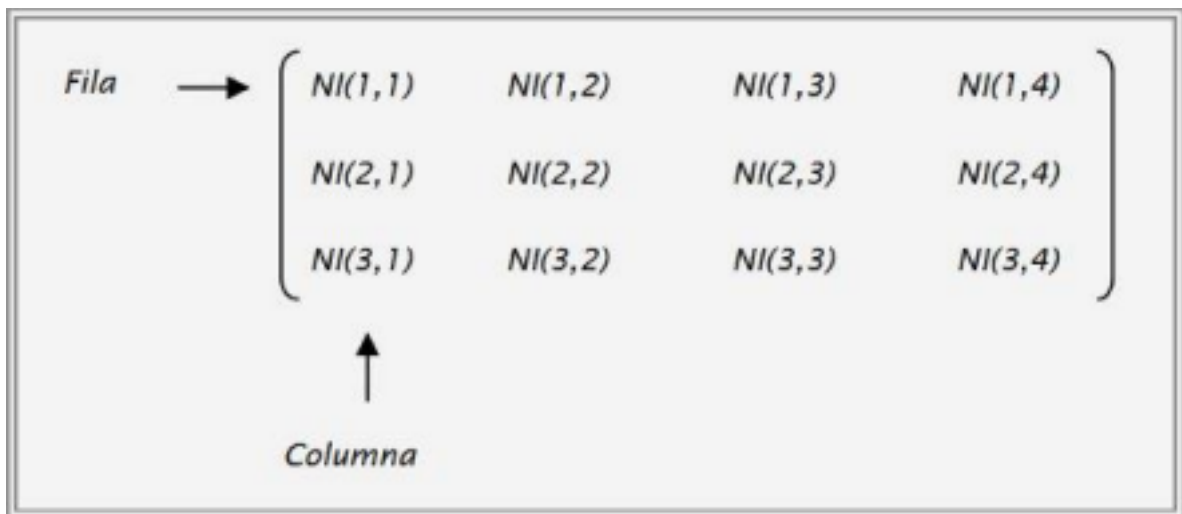 Fila NI(1,1) NI(1,2) NI(1,3) NI(1,4)
NI(2,1) NI(2,2) NI(2,3) NI(2,4)
NI(3,1) NI(3,2) NI(3,3) NI(3,4)
Columna